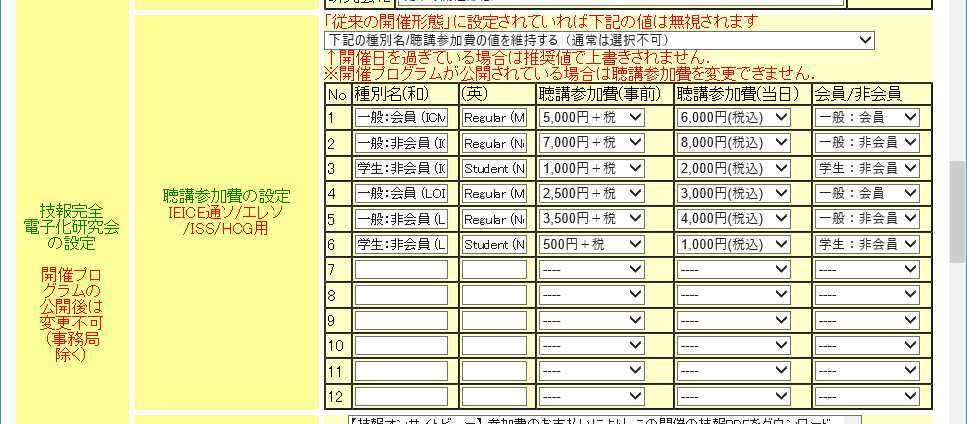 「従来の開催形態」に設定されていれば下記の値は無視されます
下記の種別名/聴講参加費の値を維持する（通常は選択不可）
↑開催日を過ぎている場合は推奨値で上書きされません．
※開催プログラムが公開されている場合は聴講参加費を変更できません．
No 種別名(和) (英) 聴講参加費(事前) 聴講参加費(当日) 会員/非会員
1 一般：会員 (ICM Regular (M 5,000円＋税 6,000円(税込) 一般：会員
2 一般：非会員 (IC Regular (No 7,000円＋税 8,000円(税込) 一般：非会員
3 学生：非会員 (IC Student (N 1,000円＋税 2,000円(税込) 学生：非会員
4 一般：会員 (LOI Regular (M 2,500円＋税 3,000円(税込) 一般：会員
5 一般：非会員 (L Regular (No 3,500円＋税 4,000円(税込) 一般：非会員
6 学生：非会員 (L Student (N 500円＋税 1,000円(税込) 学生：非会員
7 ---- ---- ----
8 ---- ---- ----
9 ---- ---- ----
10 ---- ---- ----
11 ---- ---- ----
12 ---- ---- ----
聴講参加費の設定
IEICE通ソ/エレソ
/ISS/HCG用
技報完全
電子化研究会
の設定
開催プロ
グラムの
公開後は
変更不可
（事務局
除く）